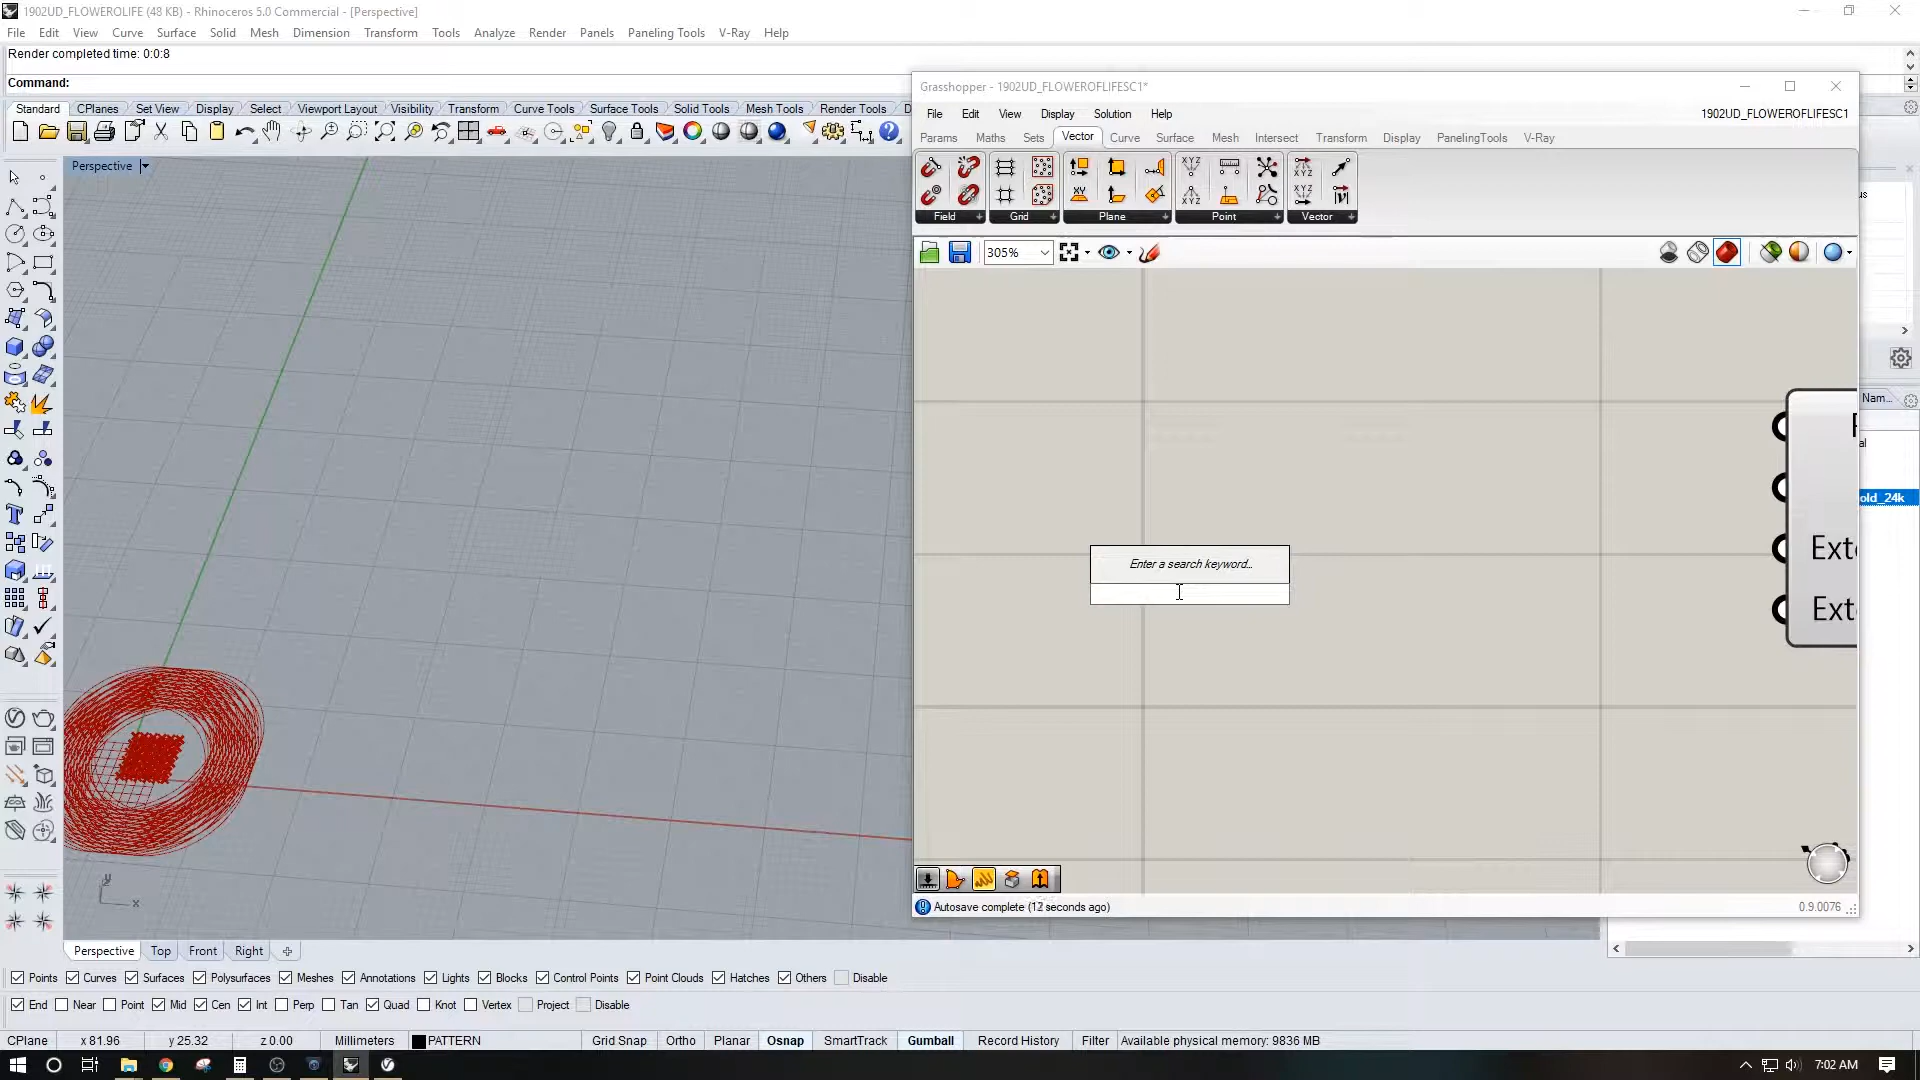 1902UD_FLOWEROLIFE (48 KB) - Rhinoceros 5.0 Commercial - [Perspective]
File Edit View Curve Surface Solid Mesh Dimension Transform Tools Analyze Render Panels Paneling Tools V-Ray Help
Render completed time: 0:0:8
Command:
Standard CPlanes Set View Display Select Viewport Layout Visibility Transform Curve Tools Surface Tools Solid Tools Mesh Tools Render Tools D
Perspective
Grasshopper - 1902UD_FLOWEROFLIFESC1*
File Edit View Display Solution Help 1902UD_FLOWEROFLIFESC1
Params Maths Sets Vector Curve Surface Mesh Intersect Transform Display PanelingTools V-Ray
Field Grid Plane Point Vector
305%
Enter a search keyword...
Ext
Ext
us
Nam...
al
old_24k
y
x
Autosave complete (12 seconds ago) 0.9.0076
Perspective Top Front Right
Points Curves Surfaces Polysurfaces Meshes Annotations Lights Blocks Control Points Point Clouds Hatches Others Disable
End Near Point Mid Cen Int Perp Tan Quad Knot Vertex Project Disable
CPlane x 81.96 y 25.32 z 0.00 Millimeters PATTERN Grid Snap Ortho Planar Osnap SmartTrack Gumball Record History Filter Available physical memory: 9836 MB
7:02 AM